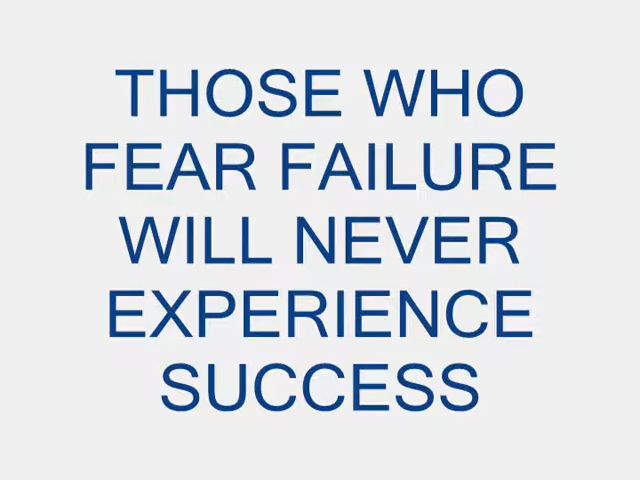 THOSE WHO
FEAR FAILURE
WILL NEVER
EXPERIENCE
SUCCESS